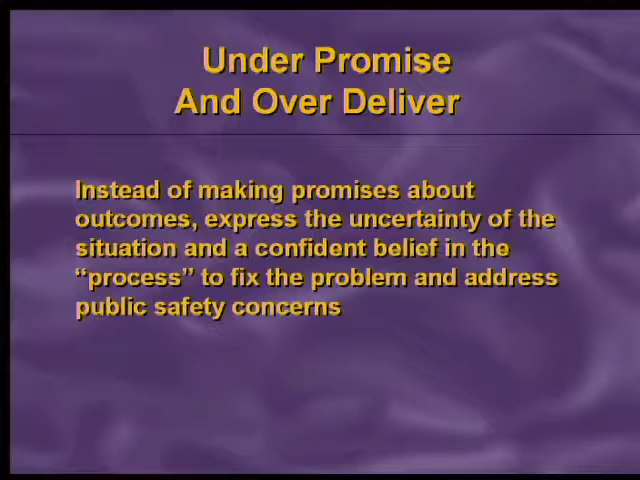 Under Promise
And Over Deliver
Instead of making promises about
outcomes, express the uncertainty of the
situation and a confident belief in the
“process” to fix the problem and address
public safety concerns